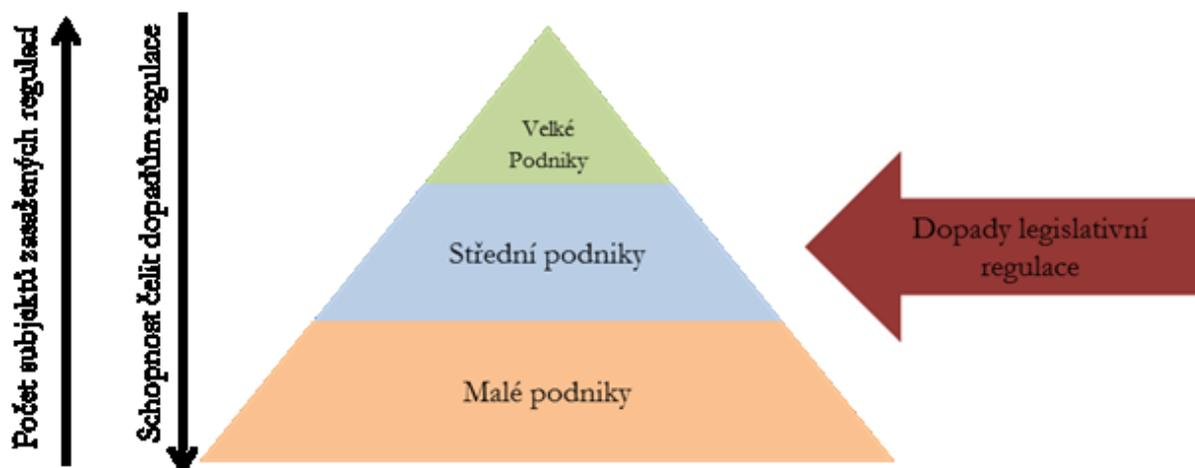 Počet subjektů zasažených regulací
Schopnost čelit dopadům regulace
Velké
Podniky
Střední podniky
Malé podniky
Dopady legislativní
regulace